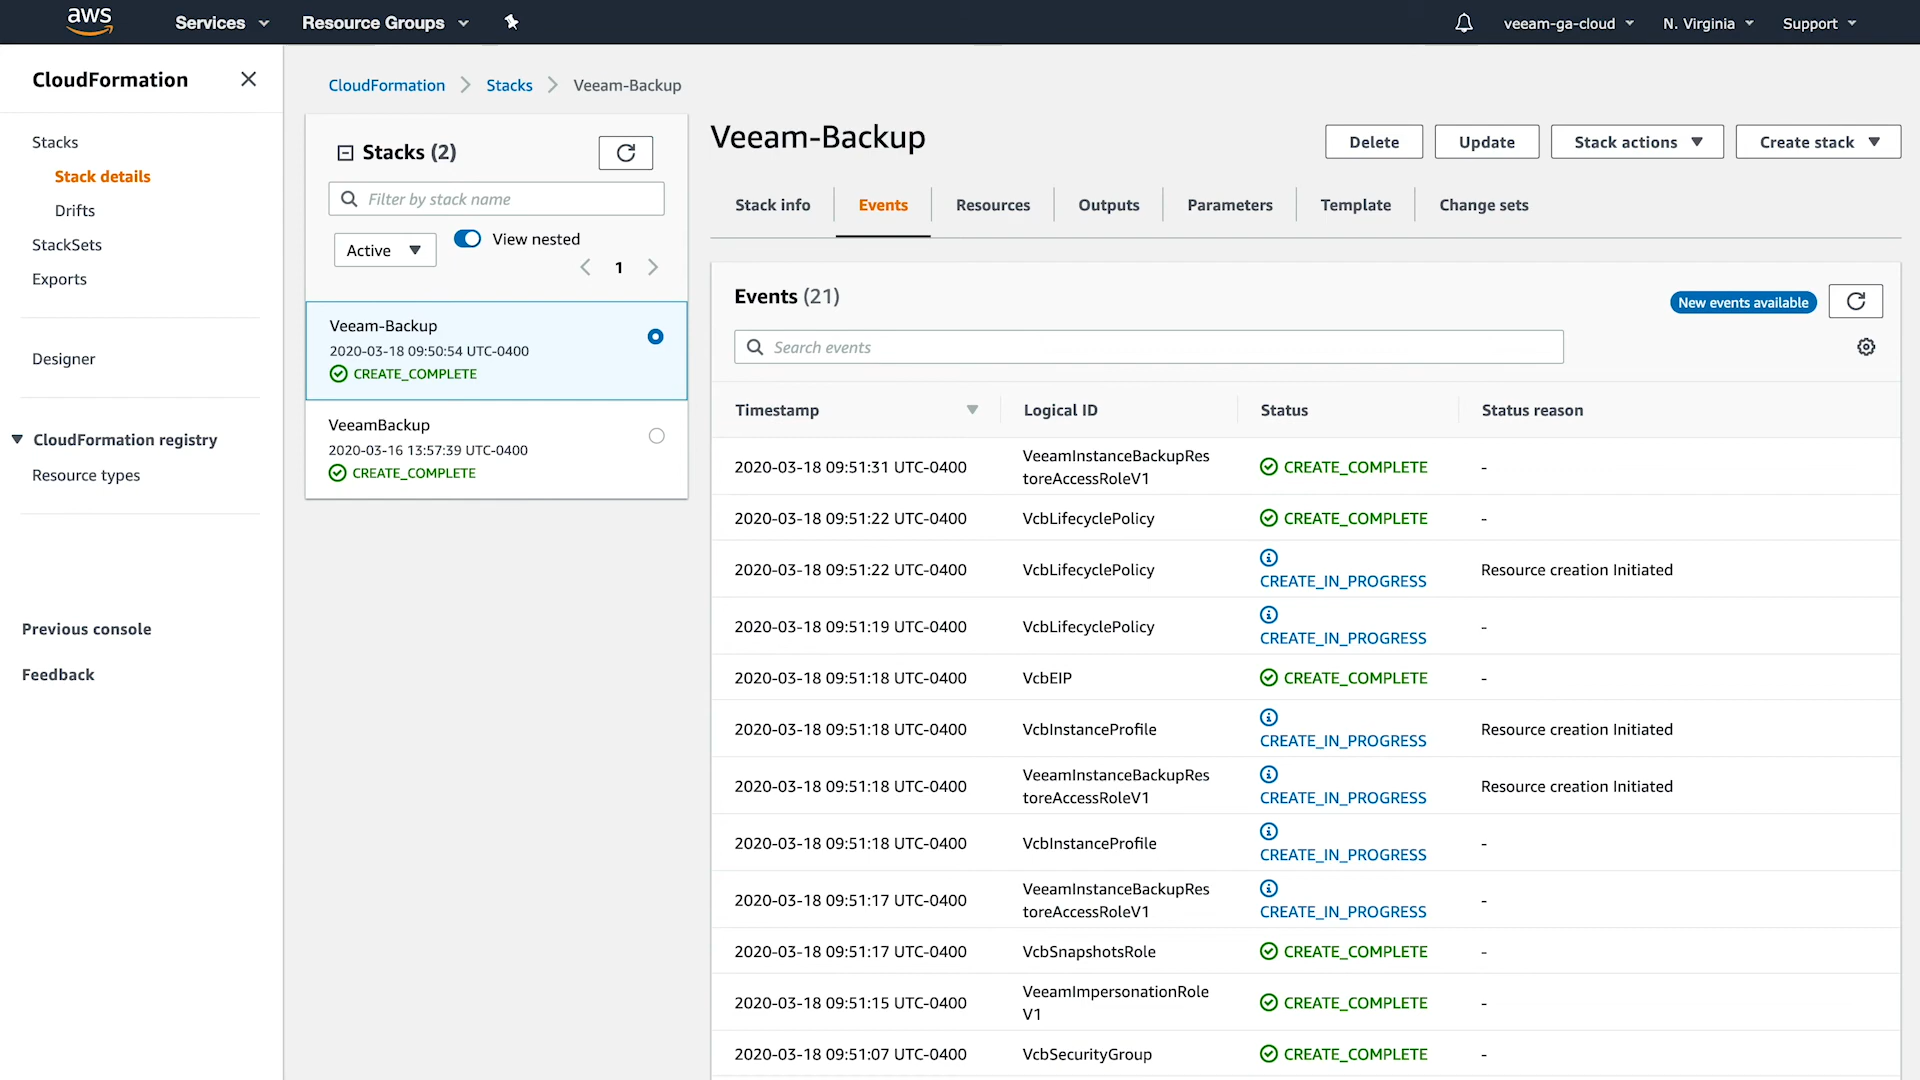 aws
Services
Resource Groups
veeam-ga-cloud
N. Virginia
Support
CloudFormation
Stacks
Stack details
Drifts
StackSets
Exports
Designer
CloudFormation registry
Resource types
Previous console
Feedback
CloudFormation
Stacks
Veeam-Backup
Stacks (2)
Filter by stack name
Active
View nested
1
Veeam-Backup
2020-03-18 09:50:54 UTC-0400
CREATE_COMPLETE
VeeamBackup
2020-03-16 13:57:39 UTC-0400
CREATE_COMPLETE
Veeam-Backup
Delete
Update
Stack actions
Create stack
Stack info
Events
Resources
Outputs
Parameters
Template
Change sets
Events (21)
New events available
Search events
Timestamp
Logical ID
Status
Status reason
2020-03-18 09:51:31 UTC-0400
VeeamInstanceBackupRes
toreAccessRoleV1
CREATE_COMPLETE
-
2020-03-18 09:51:22 UTC-0400
VcbLifecyclePolicy
CREATE_COMPLETE
-
2020-03-18 09:51:22 UTC-0400
VcbLifecyclePolicy
CREATE_IN_PROGRESS
Resource creation Initiated
2020-03-18 09:51:19 UTC-0400
VcbLifecyclePolicy
CREATE_IN_PROGRESS
-
2020-03-18 09:51:18 UTC-0400
VcbEIP
CREATE_COMPLETE
-
2020-03-18 09:51:18 UTC-0400
VcbInstanceProfile
CREATE_IN_PROGRESS
Resource creation Initiated
2020-03-18 09:51:18 UTC-0400
VeeamInstanceBackupRes
toreAccessRoleV1
CREATE_IN_PROGRESS
Resource creation Initiated
2020-03-18 09:51:18 UTC-0400
VcbInstanceProfile
CREATE_IN_PROGRESS
-
2020-03-18 09:51:17 UTC-0400
VeeamInstanceBackupRes
toreAccessRoleV1
CREATE_IN_PROGRESS
-
2020-03-18 09:51:17 UTC-0400
VcbSnapshotsRole
CREATE_COMPLETE
-
2020-03-18 09:51:15 UTC-0400
VeeamImpersonationRole
V1
CREATE_COMPLETE
-
2020-03-18 09:51:07 UTC-0400
VcbSecurityGroup
CREATE_COMPLETE
-